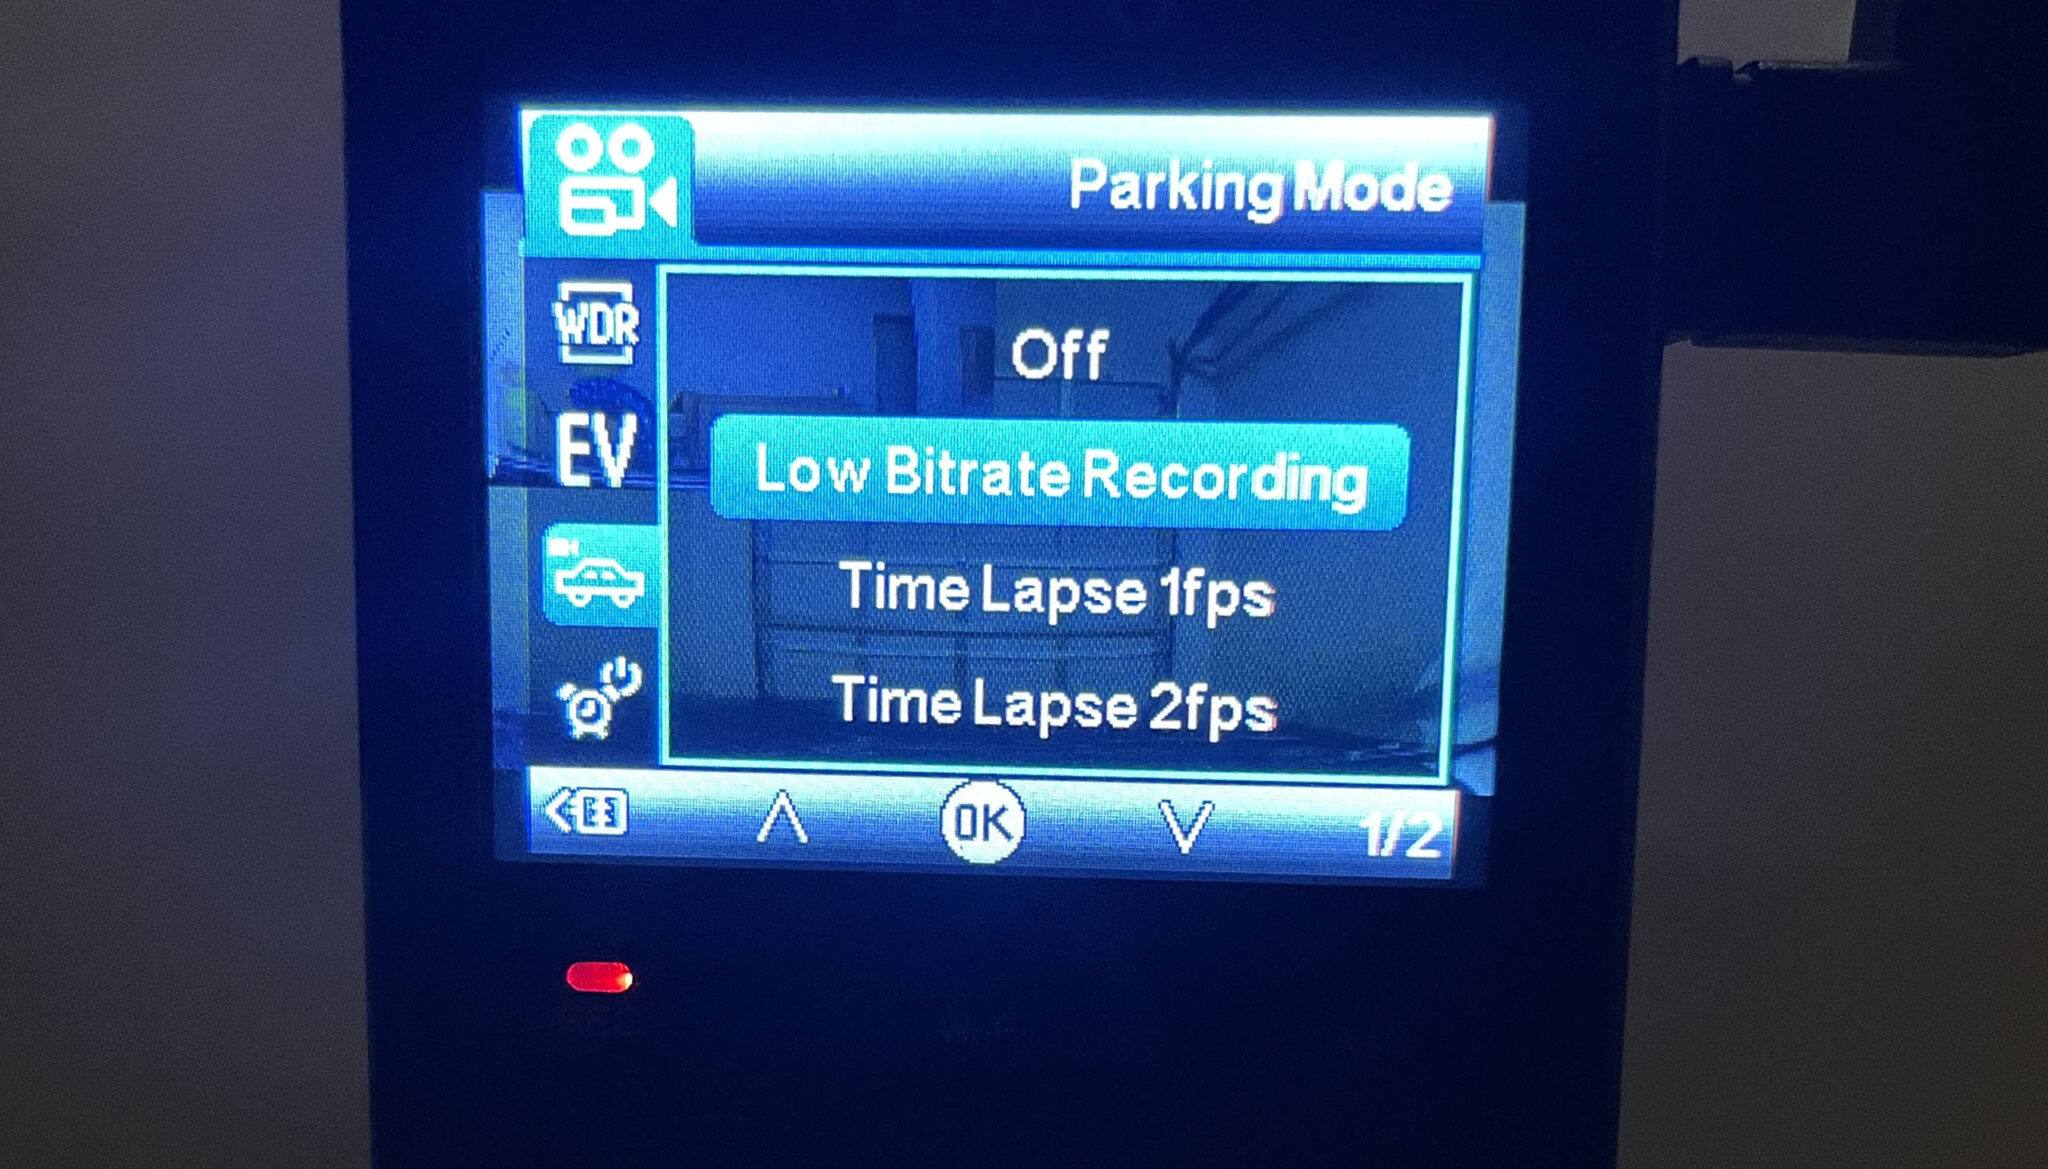 Parking Mode
WDR
Off
EV
Low Bitrate Recording
Time Lapse 1fps
Time Lapse 2fps
OK
1/2